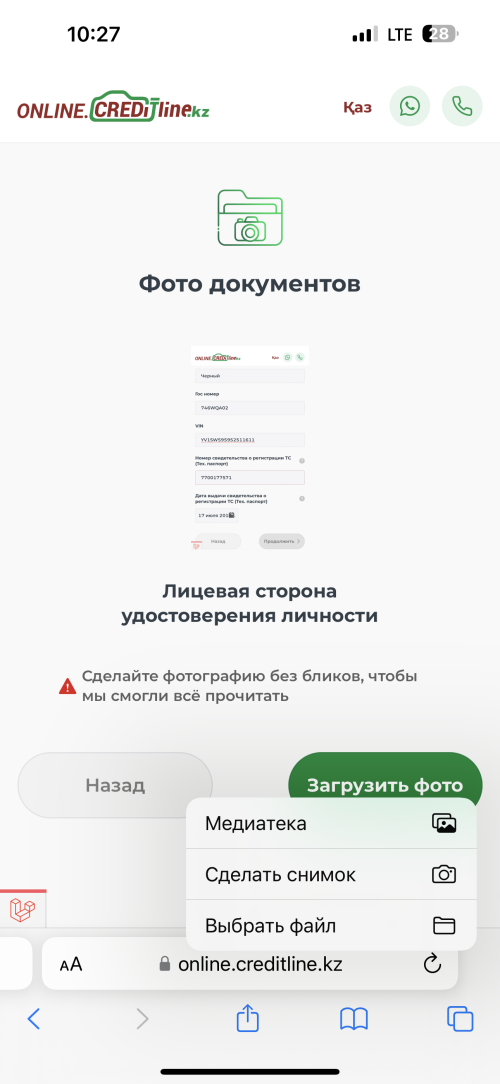 10:27
LTE
28
ONLINE.CREDITline.kz
Қаз
Фото документов
ONLINE.CREDITline.kz
Қаз
Черный
Гос номер
746WQA02
VIN
YV1SW595952511611
Номер свидетельства о регистрации ТС
(Тех. паспорт)
7700177571
Дата выдачи свидетельства о
регистрации ТС (Тех. паспорт)
17 июля
Назад
Продолжить
Лицевая сторона
удостоверения личности
Сделайте фотографию без бликов, чтобы
мы смогли всё прочитать
Назад
Загрузить фото
Медиатека
Сделать снимок
Выбрать файл
AA
online.creditline.kz